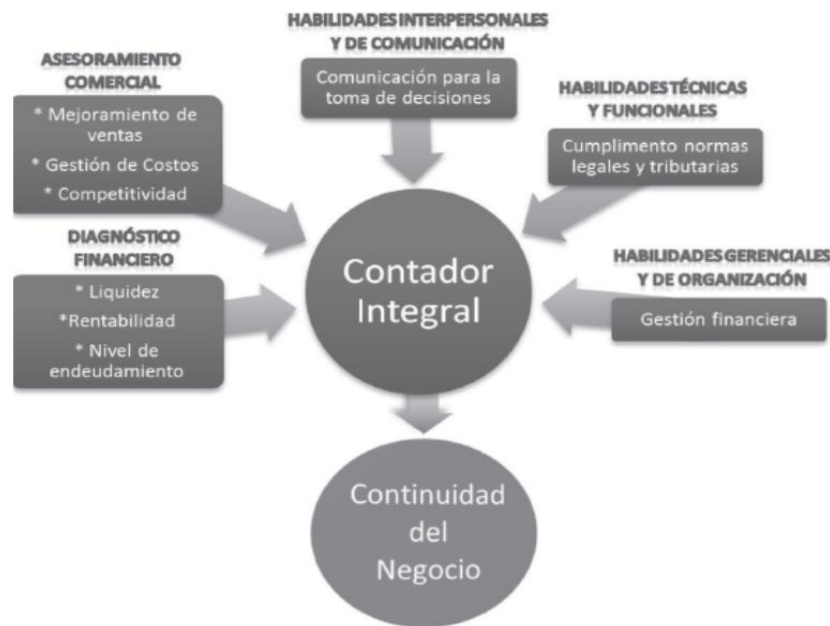 HABILIDADES INTERPERSONALES
Y DE COMUNICACIÓN
Comunicación para la
toma de decisiones
ASESORAMIENTO
COMERCIAL
* Mejoramiento de
ventas
* Gestión de Costos
* Competitividad
HABILIDADES TÉCNICAS
Y FUNCIONALES
Cumplimento normas
legales y tributarias
DIAGNÓSTICO
FINANCIERO
* Liquidez
*Rentabilidad
* Nivel de
endeudamiento
HABILIDADES GERENCIALES
Y DE ORGANIZACIÓN
Gestión financiera
Contador
Integral
Continuidad
del
Negocio